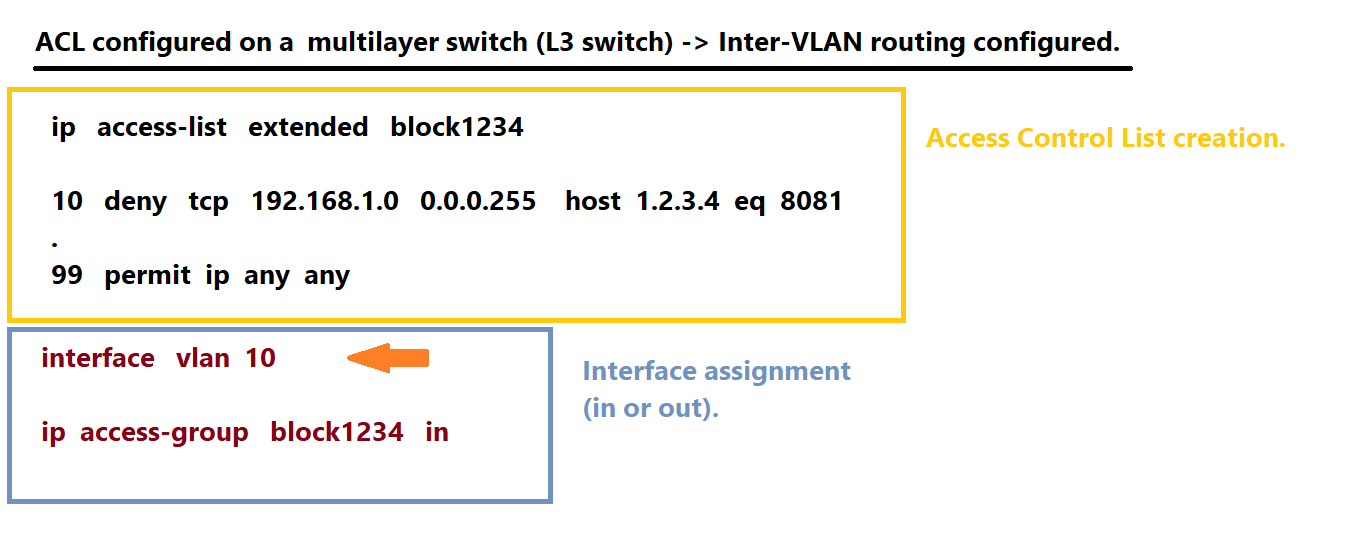 ACL configured on a multilayer switch (L3 switch) -> Inter-VLAN routing configured.
ip access-list extended block1234
Access Control List creation.
10 deny tcp 192.168.1.0 0.0.0.255 host 1.2.3.4 eq 8081
.
99 permit ip any any
interface vlan 10
Interface assignment
(in or out).
ip access-group block1234 in